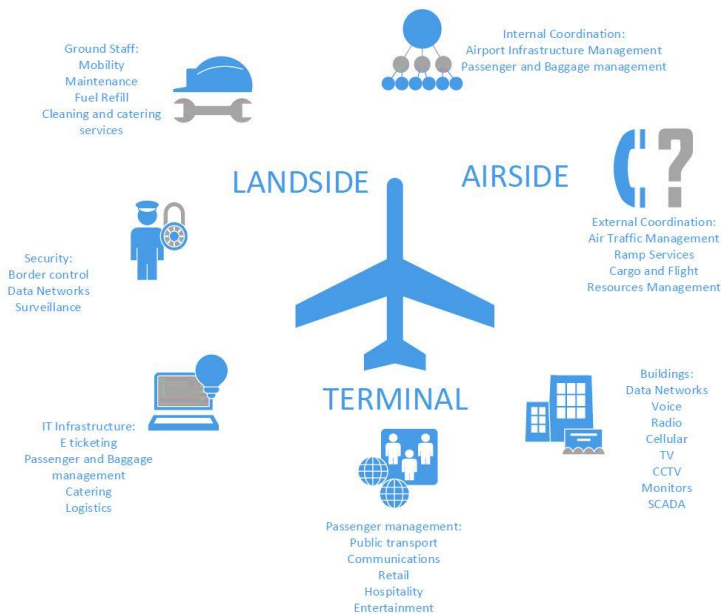 Ground Staff:
Mobility
Maintenance
Fuel Refill
Cleaning and catering
services
Internal Coordination:
Airport Infrastructure Management
Passenger and Baggage management
LANDSIDE
AIRSIDE
External Coordination:
Air Traffic Management
Ramp Services
Cargo and Flight
Resources Management
Security:
Border control
Data Networks
Surveillance
TERMINAL
IT Infrastructure:
E ticketing
Passenger and Baggage
management
Catering
Logistics
Buildings:
Data Networks
Voice
Radio
Cellular
TV
CCTV
Monitors
SCADA
Passenger management:
Public transport
Communications
Retail
Hospitality
Entertainment